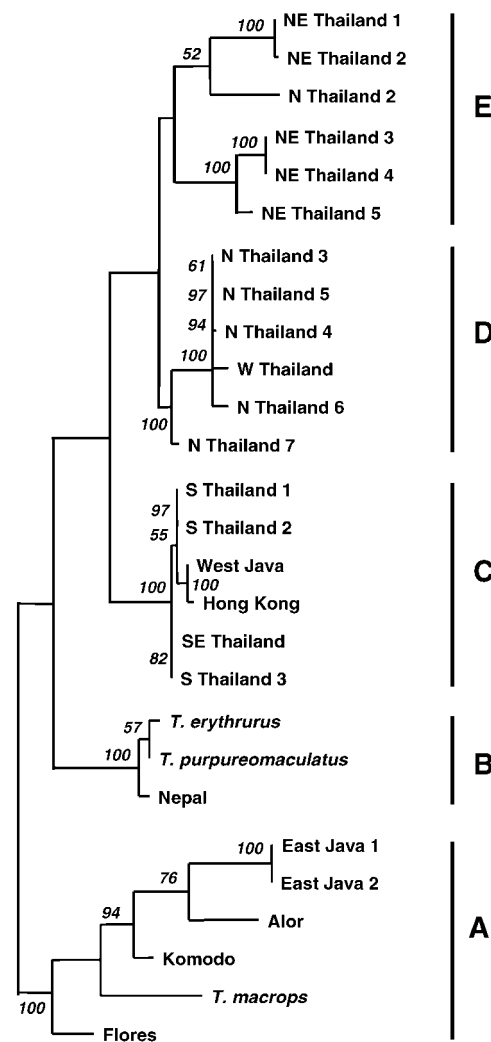 100
NE Thailand 1
NE Thailand 2
52
N Thailand 2
E
100
NE Thailand 3
100
NE Thailand 4
NE Thailand 5
N Thailand 3
61
97
N Thailand 5
94
N Thailand 4
D
100
W Thailand
N Thailand 6
100
N Thailand 7
S Thailand 1
97
S Thailand 2
55
West Java
C
100
100
Hong Kong
SE Thailand
82
S Thailand 3
57
T. erythrurus
100
T. purpureomaculatus
B
Nepal
100
East Java 1
76
East Java 2
94
Alor
A
Komodo
T. macrops
100
Flores